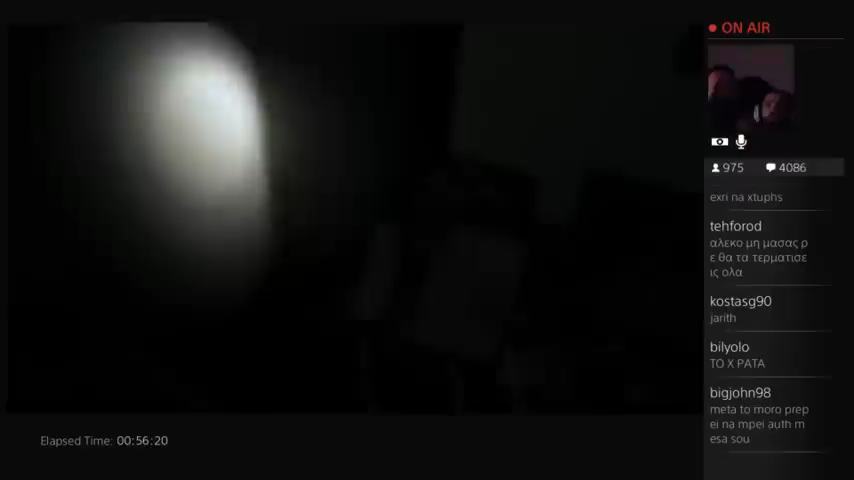 ON AIR
975 4086
exri na xtuphs
tehforod
αλεκο μη μασας ρ
ε θα τα τερματισε
ις ολα
kostasg90
jarith
bilyolo
TO X PATA
bigjohn98
meta to moro prep
ei na mpei auth m
esa sou
Elapsed Time: 00:56:20